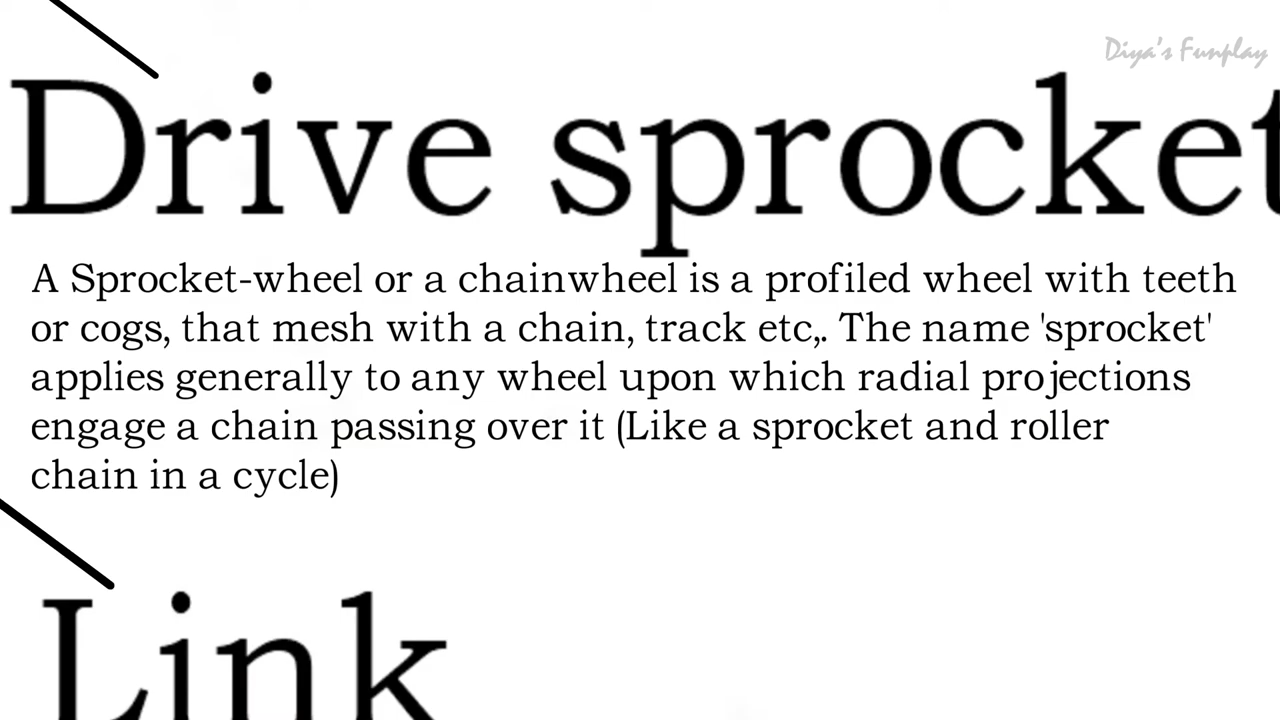 Diya's Funplay
Drive sprocket
A Sprocket-wheel or a chainwheel is a profiled wheel with teeth
or cogs, that mesh with a chain, track etc,. The name 'sprocket'
applies generally to any wheel upon which radial projections
engage a chain passing over it (Like a sprocket and roller
chain in a cycle)
Link